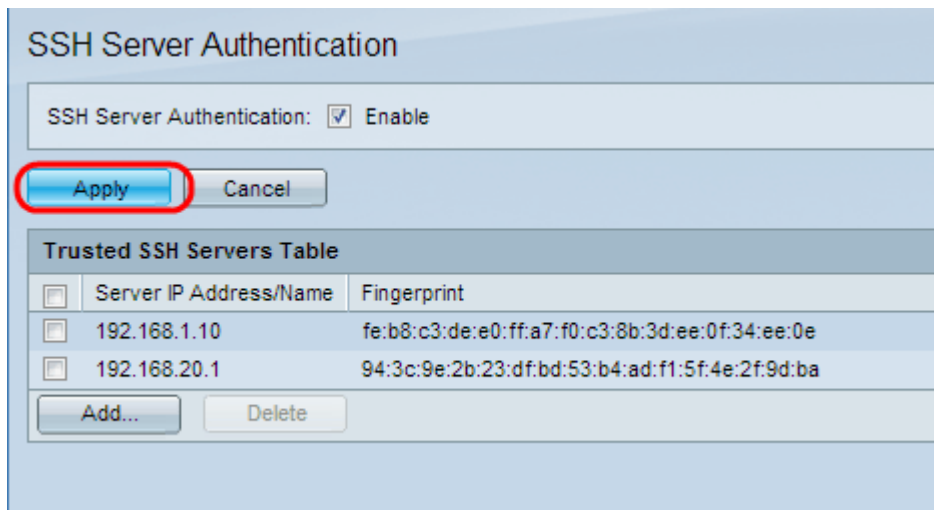 SSH Server Authentication
SSH Server Authentication: Enable
Apply Cancel
Trusted SSH Servers Table
Server IP Address/Name Fingerprint
192.168.1.10 fe:b8:c3:de:e0:ff:a7:f0:c3:8b:3d:ee:0f:34:ee:0e
192.168.20.1 94:3c:9e:2b:23:df:bd:53:b4:ad:f1:5f:4e:2f:9d:ba
Add... Delete